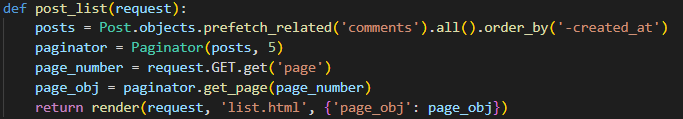 def post_list(request):
    posts = Post.objects.prefetch_related('comments').all().order_by('-created_at')
    paginator = Paginator(posts, 5)
    page_number = request.GET.get('page')
    page_obj = paginator.get_page(page_number)
    return render(request, 'list.html', {'page_obj': page_obj})